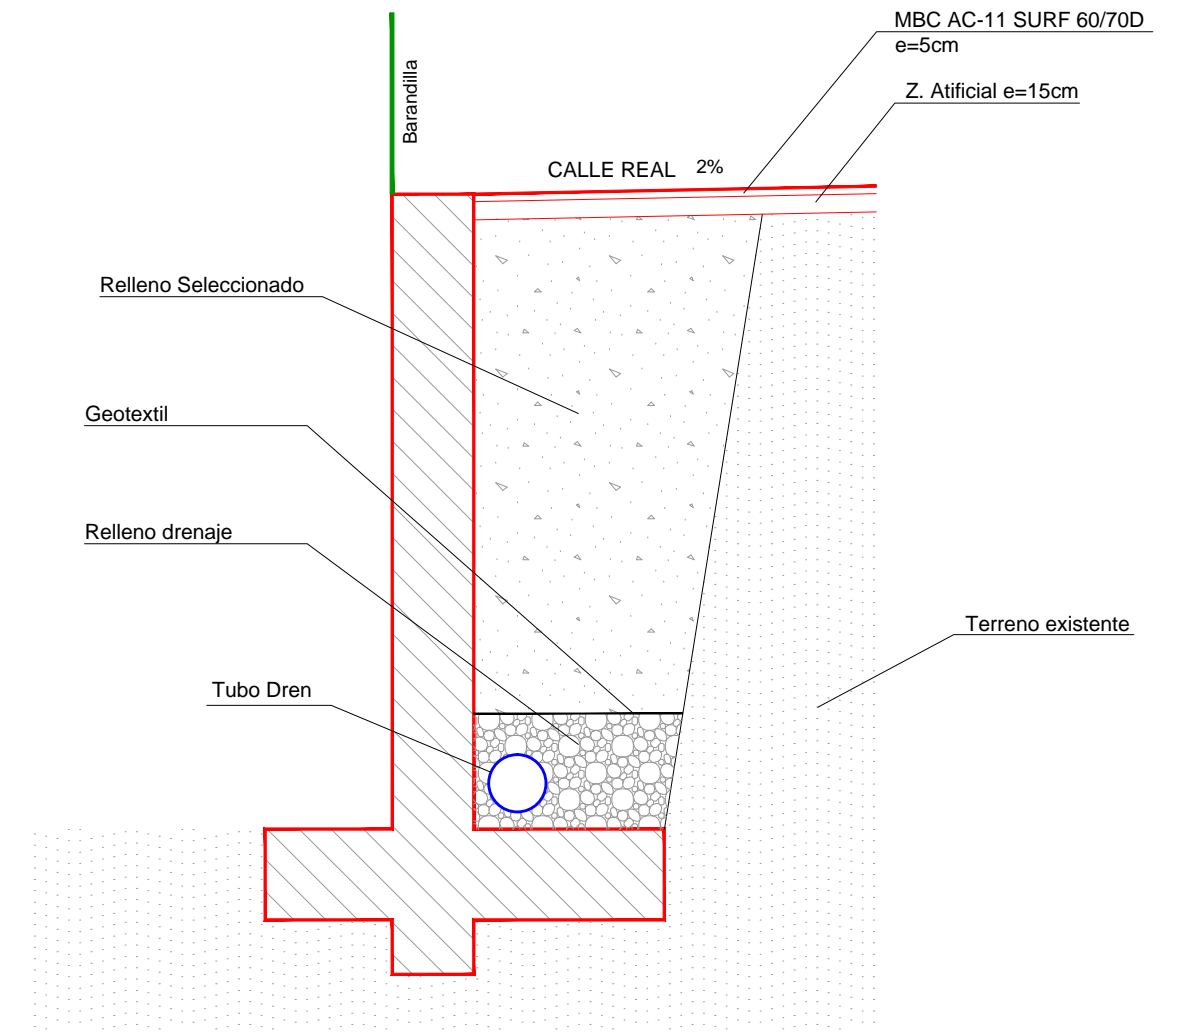 MBC AC-11 SURF 60/70D
e=5cm
Z. Atificial e=15cm
Barandilla
CALLE REAL 2%
Relleno Seleccionado
Geotextil
Relleno drenaje
Terreno existente
Tubo Dren